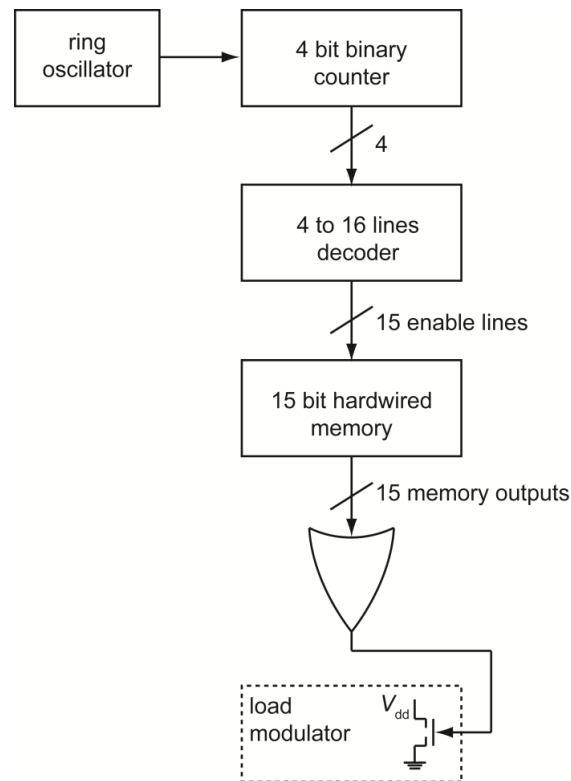 ring
oscillator
4 bit binary
counter
4
4 to 16 lines
decoder
15 enable lines
15 bit hardwired
memory
15 memory outputs
load
modulator
Vdd